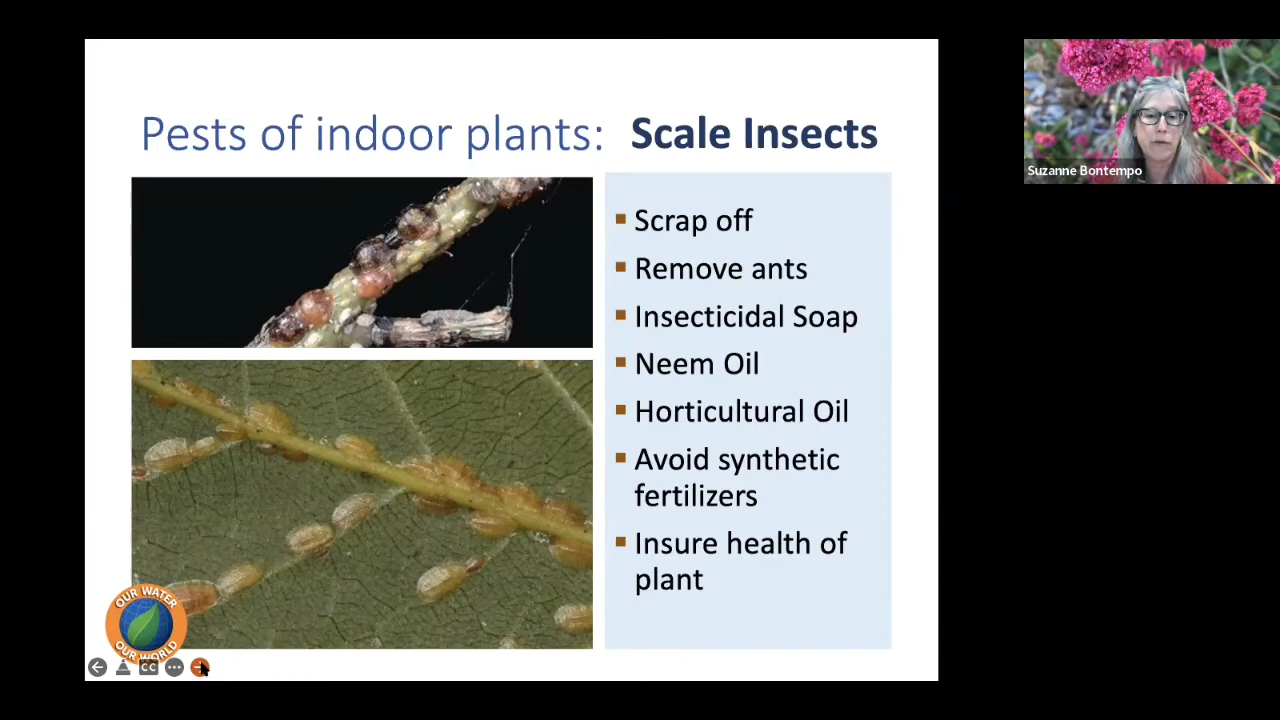 Pests of indoor plants: Scale Insects
Scrap off
Remove ants
Insecticidal Soap
Neem Oil
Horticultural Oil
Avoid synthetic
fertilizers
Insure health of
plant
OUR WATER
OUR WORLD
CC
Suzanne Bontempo